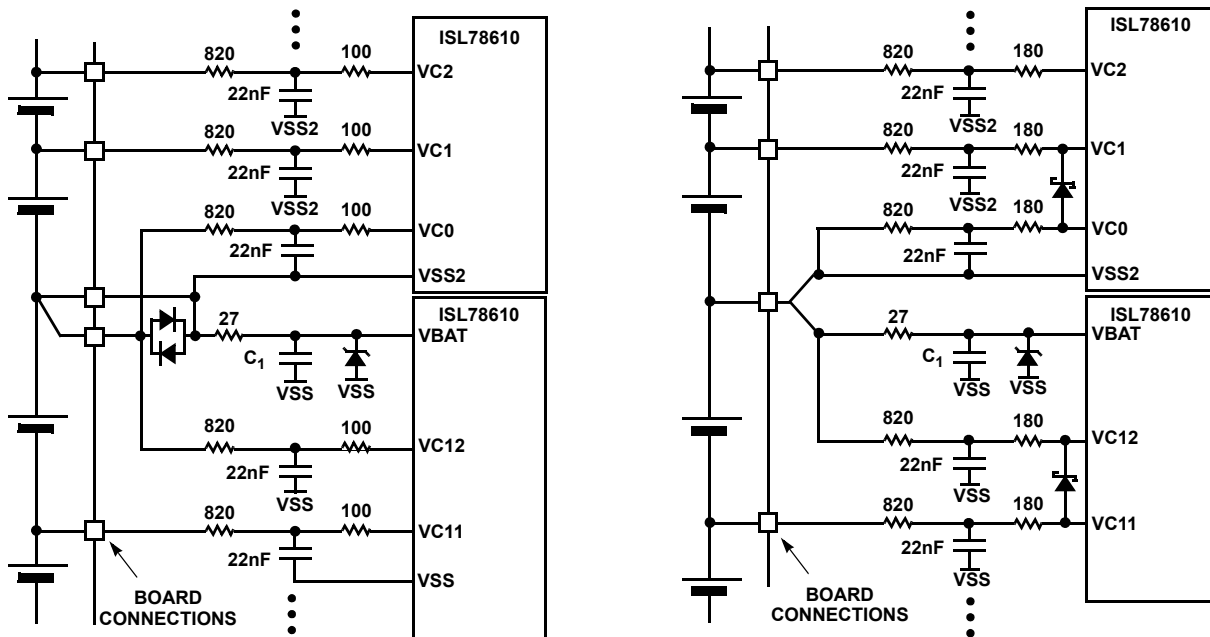 ISL78610
820
100
VC2
22nF
VSS2
820
100
VC1
22nF
VSS2
820
100
VC0
22nF
VSS2
ISL78610
27
VBAT
C1
VSS
VSS
820
100
VC12
22nF
VSS
820
100
VC11
22nF
VSS
BOARD
CONNECTIONS
ISL78610
820
180
VC2
22nF
VSS2
820
180
VC1
22nF
VSS2
820
180
VC0
22nF
VSS2
ISL78610
27
VBAT
C1
VSS
VSS
820
180
VC12
22nF
VSS
820
180
VC11
22nF
VSS
BOARD
CONNECTIONS